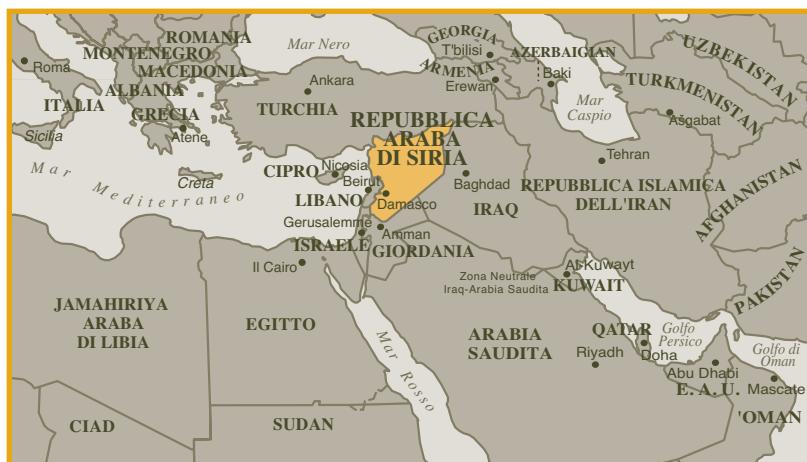 ROMANIA
Mar Nero
GEORGIA
T'bilisi
AZERBAIGIAN
UZBEKISTAN
MONTENEGRO
Roma
MACEDONIA
ARMENIA
Baki
TURKMENISTAN
ALBANIA
Ankara
Erewan
ITALIA
GRECIA
TURCHIA
Mar
Caspio
Ašgabat
Sicilia
Atene
REPUBBLICA
ARABA
DI SIRIA
Tehran
Mar Mediterraneo
Creta
CIPRO
Nicosia
Beirut
Baghdad
REPUBBLICA ISLAMICA
DELL'IRAN
AFGHANISTAN
LIBANO
Damasco
IRAQ
Gerusalemme
Amman
ISRAELE
GIORDANIA
Il Cairo
Zona Neutrale
Iraq-Arabia Saudita
Al-Kuwayt
KUWAIT
PAKISTAN
JAMAHIRIYA
ARABA
DI LIBIA
EGITTO
Mar Rosso
ARABIA
SAUDITA
QATAR
Golfo
Persico
Doha
Golfo di
Oman
Riyadh
Abu Dhabi
E. A. U.
Mascate
'OMAN
CIAD
SUDAN